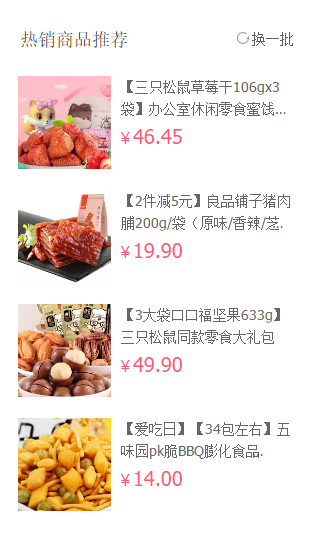 热销商品推荐
换一批
【三只松鼠草莓干106gx3
袋】办公室休闲零食蜜饯...
¥46.45
【2件减5元】良品铺子猪肉
脯200g/袋（原味/香辣/芝.
¥19.90
【3大袋口口福坚果633g】
三只松鼠同款零食大礼包
¥49.90
【爱吃日】【34包左右】五
味园pk脆BBQ膨化食品.
¥14.00